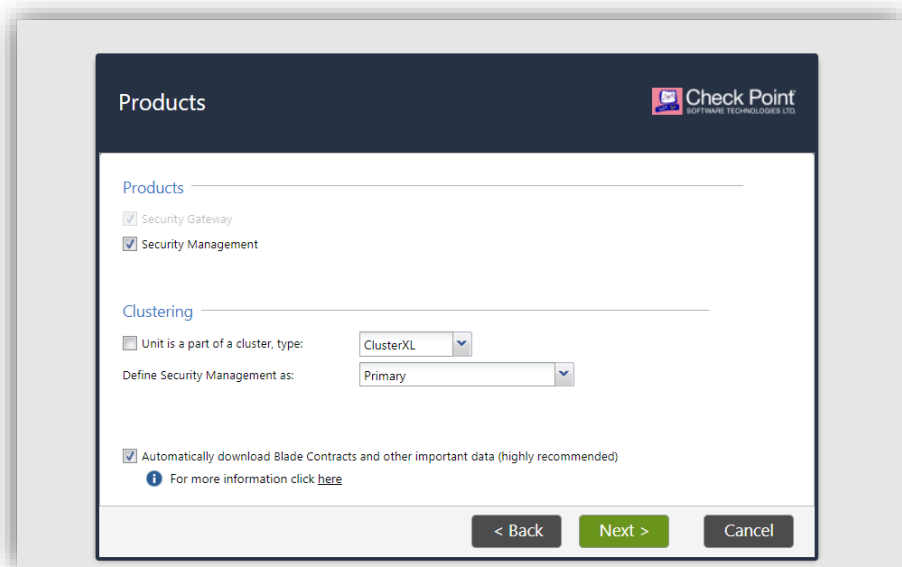 Products
Check Point
SOFTWARE TECHNOLOGIES LTD.
Products
Security Gateway
Security Management
Clustering
Unit is a part of a cluster, type:
ClusterXL
Define Security Management as:
Primary
Automatically download Blade Contracts and other important data (highly recommended)
i For more information click here
< Back
Next >
Cancel